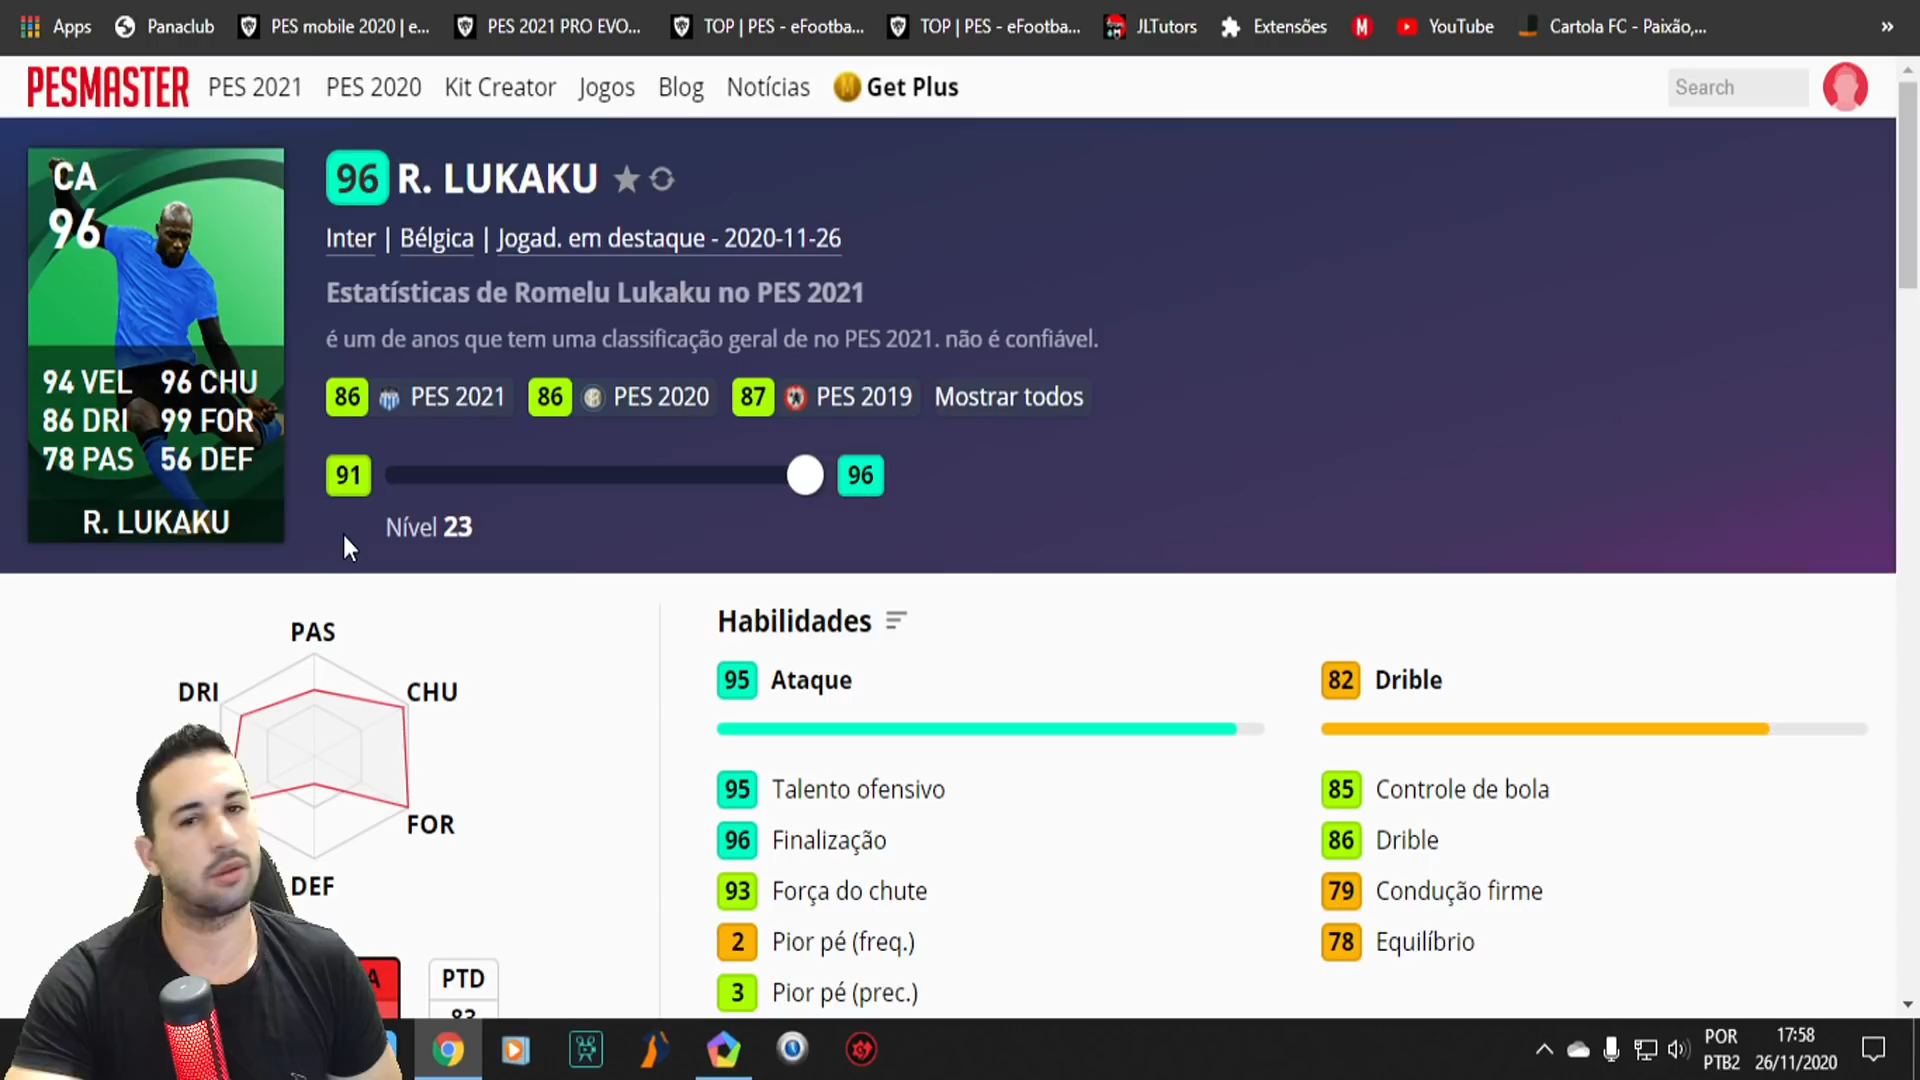 Apps Panaclub PES mobile 2020 | e... PES 2021 PRO EVO... TOP | PES - eFootba... TOP | PES - eFootba... JLTutors Extensões M YouTube Cartola FC - Paixão,... »
PESMASTER PES 2021 PES 2020 Kit Creator Jogos Blog Notícias Get Plus Search
CA
96
94 VEL 96 CHU
86 DRI 99 FOR
78 PAS 56 DEF
R. LUKAKU
96 R. LUKAKU
Inter | Bélgica | Jogad. em destaque - 2020-11-26
Estatísticas de Romelu Lukaku no PES 2021
é um de anos que tem uma classificação geral de no PES 2021. não é confiável.
86 PES 2021 86 PES 2020 87 PES 2019 Mostrar todos
91 96
Nível 23
PAS
DRI CHU
FOR
DEF
A PTD
83
Habilidades
95 Ataque
95 Talento ofensivo
96 Finalização
93 Força do chute
2 Pior pé (freq.)
3 Pior pé (prec.)
82 Drible
85 Controle de bola
86 Drible
79 Condução firme
78 Equilíbrio
POR 17:58
PTB2 26/11/2020